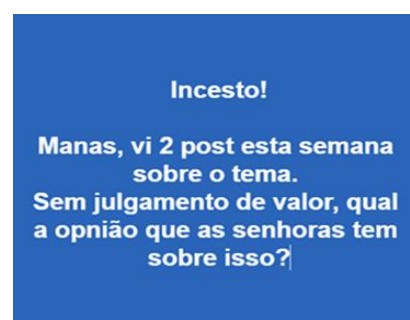 Incesto!
Manas, vi 2 post esta semana
sobre o tema.
Sem julgamento de valor, qual
a opnião que as senhoras tem
sobre isso?